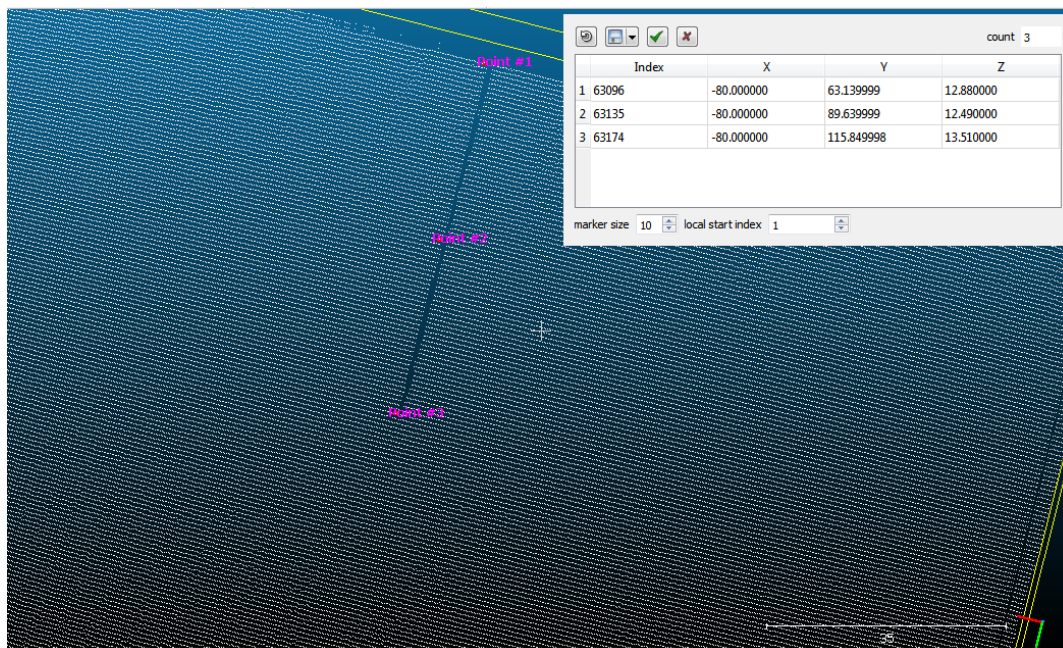 count 3
Index X Y Z
1 63096 -80.000000 63.139999 12.880000
2 63135 -80.000000 89.639999 12.490000
3 63174 -80.000000 115.849998 13.510000
marker size 10 local start index 1
Point #1
Point #2
Point #3
35